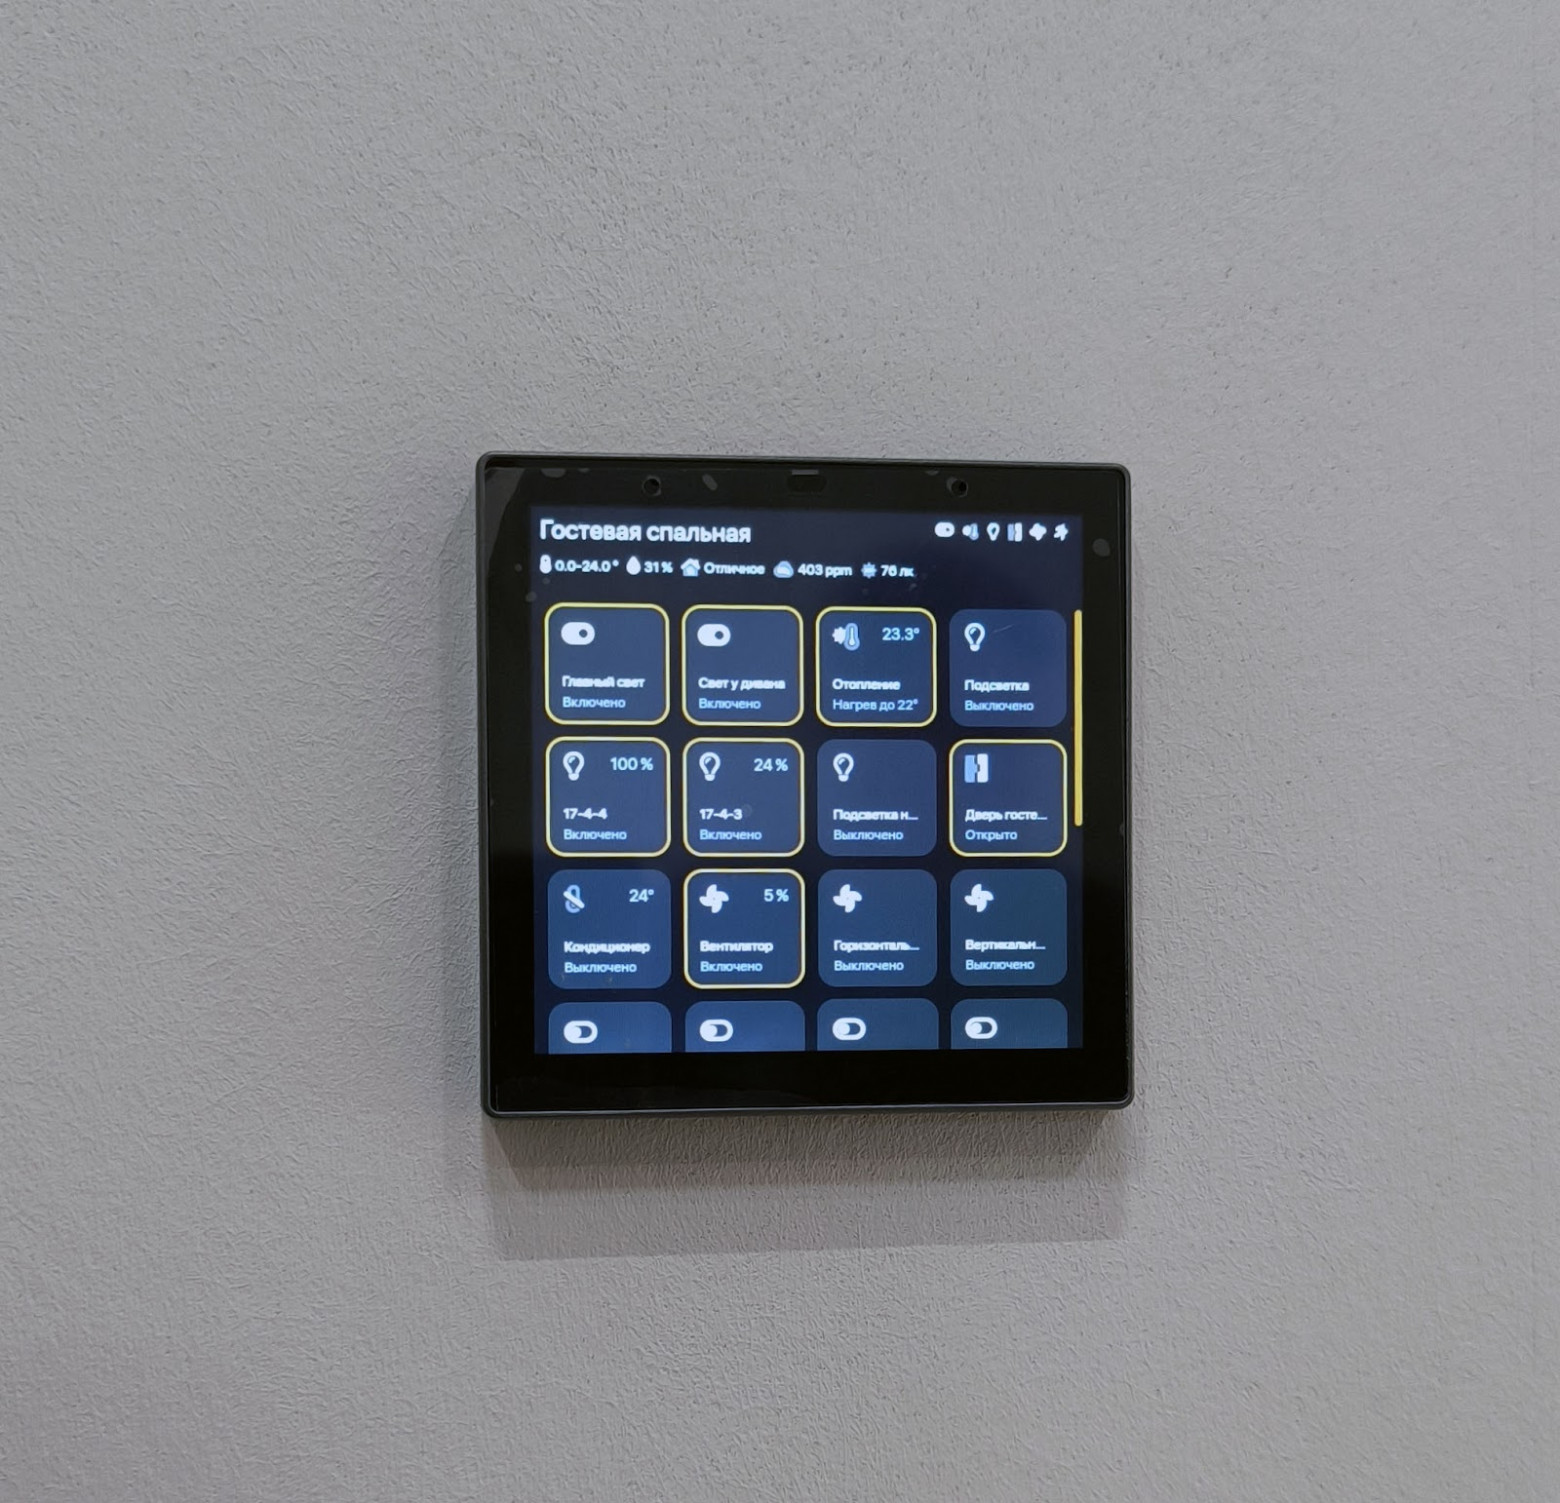 Гостевая спальная
0.0-24.0° 31% Отличное 403 ppm 76 лк
Главный свет
Включено
Свет у дивана
Включено
23.3°
Отопление
Нагрев до 22°
Подсветка
Выключено
100 %
17-4-4
Включено
24 %
17-4-3
Включено
Подсветка н...
Выключено
Дверь госте...
Открыто
24°
Кондиционер
Выключено
5 %
Вентилятор
Включено
Горизонталь...
Выключено
Вертикальн...
Выключено